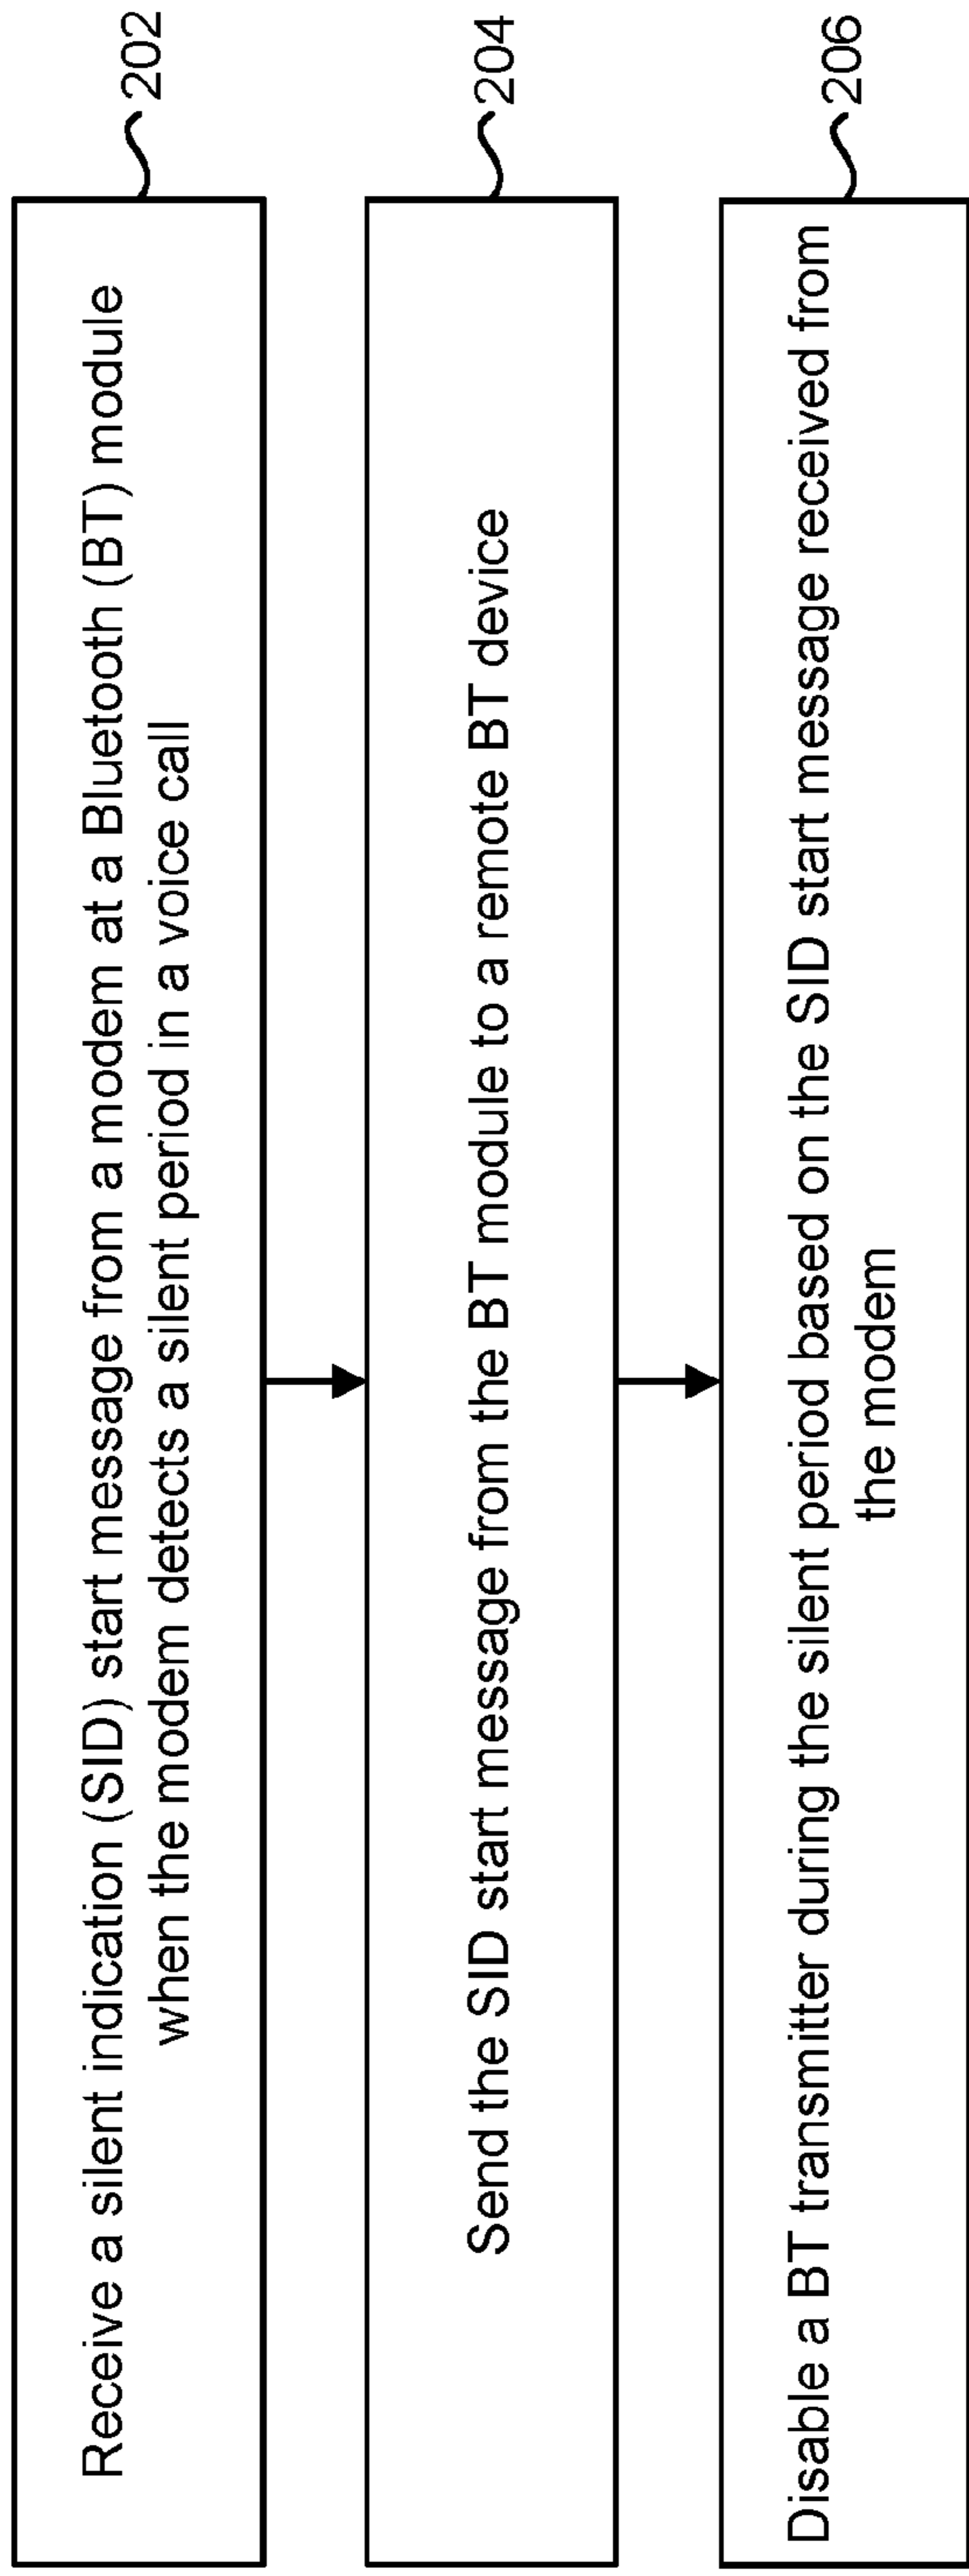 Receive a silent indication (SID) start message from a modem at a Bluetooth (BT) module
when the modem detects a silent period in a voice call
202
Send the SID start message from the BT module to a remote BT device
204
Disable a BT transmitter during the silent period based on the SID start message received from
the modem
206